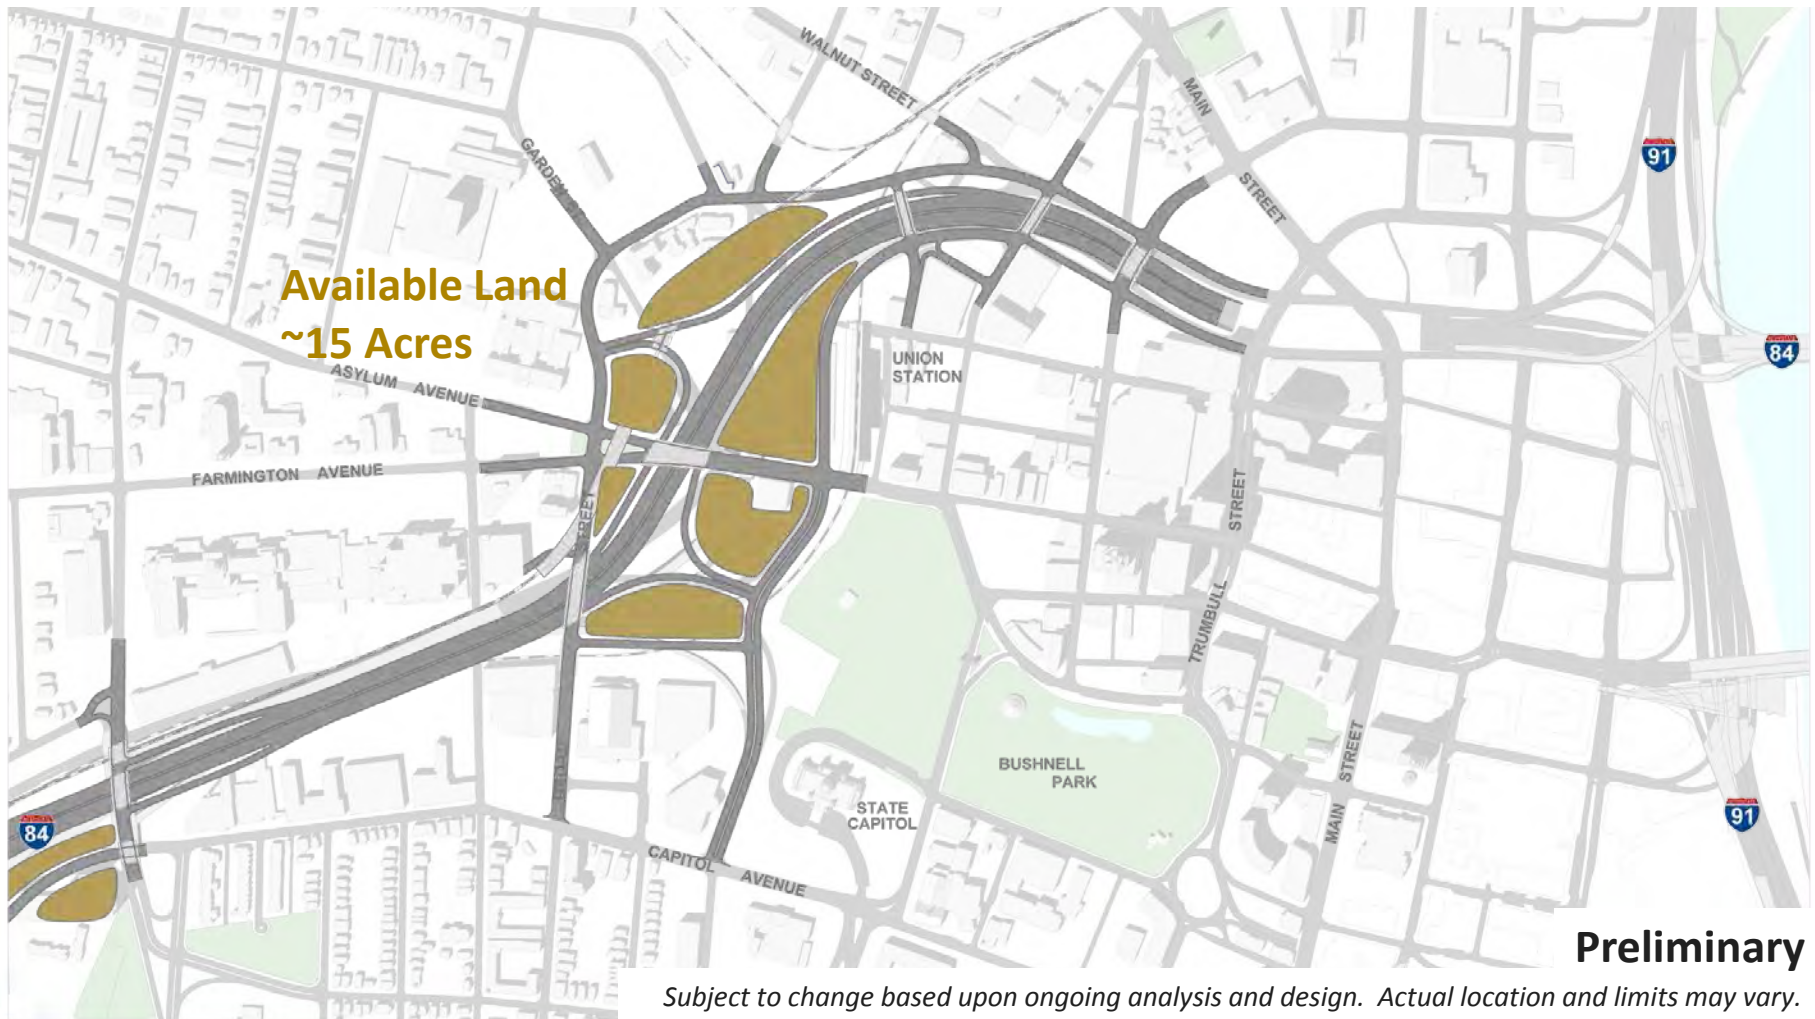 WALNUT STREET
MAIN
STREET
91
GARDEN ST
Available Land
~15 Acres
ASYLUM AVENUE
UNION
STATION
84
FARMINGTON AVENUE
STREET
STREET
TRUMBULL
BUSHNELL
PARK
STATE
CAPITOL
STREET
MAIN
91
84
CAPITOL AVENUE
Preliminary
Subject to change based upon ongoing analysis and design. Actual location and limits may vary.